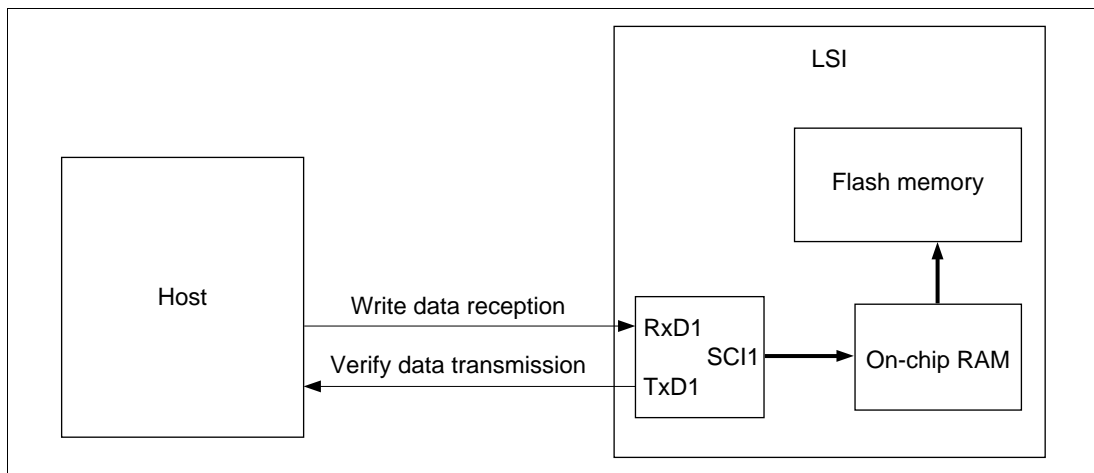 LSI
Flash memory
Host
Write data reception
RxD1
SCI1
On-chip RAM
Verify data transmission
TxD1